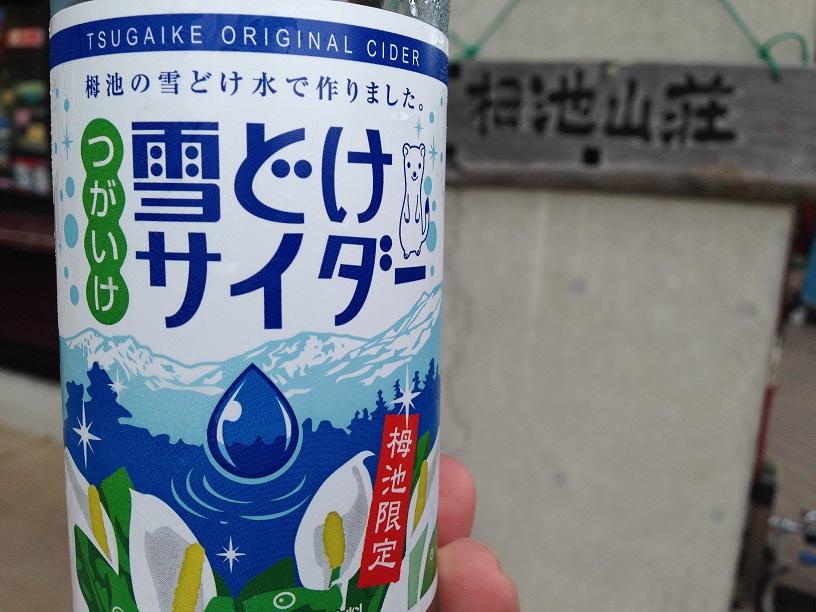 TSUGAIKE ORIGINAL CIDER
栂池の雪どけ水で作りました。
つがいけ
雪どけ
サイダー
栂池限定
栂池山荘